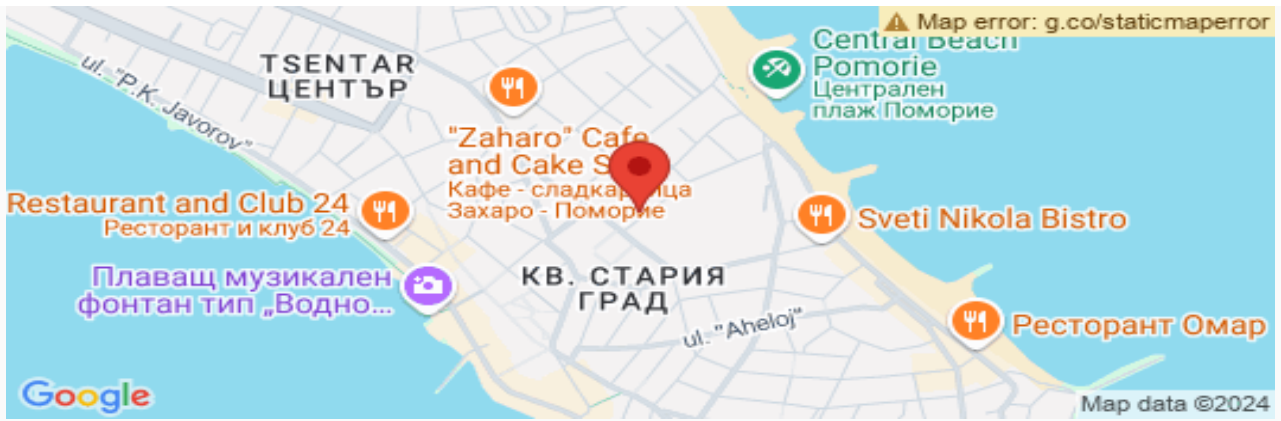 Map error: g.co/staticmaperror
Central Beach
Pomorie
Централен
плаж Поморие
TSENTAR
ЦЕНТЪР
ul. "P.K. Javorov"
"Zaharo" Cafe
and Cake
Кафе - сладкарница
Захаро - Поморие
Restaurant and Club 24
Ресторант и клуб 24
Sveti Nikola Bistro
Плаващ музикален
фонтан тип „Водно...
КВ. СТАРИЯ
ГРАД
ul. "Aheloj"
Ресторант Омар
Google
Map data ©2024